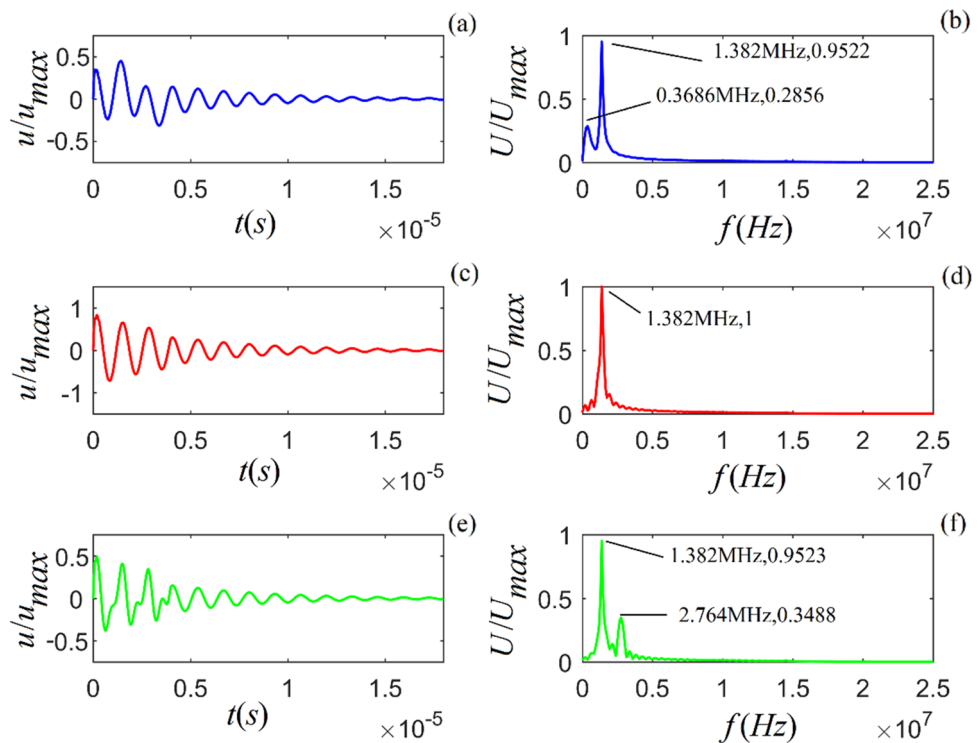 (a)
u/u_max
0.5
0
-0.5
0 0.5 1 1.5
×10^-5
t(s)
(b)
U/U_max
1
0.5
0
1.382MHz,0.9522
0.3686MHz,0.2856
0 0.5 1 1.5 2 2.5
×10^7
f(Hz)
(c)
u/u_max
1
0
-1
0 0.5 1 1.5
×10^-5
t(s)
(d)
U/U_max
1
0.5
0
1.382MHz,1
0 0.5 1 1.5 2 2.5
×10^7
f(Hz)
(e)
u/u_max
0.5
0
-0.5
0 0.5 1 1.5
×10^-5
t(s)
(f)
U/U_max
1
0.5
0
1.382MHz,0.9523
2.764MHz,0.3488
0 0.5 1 1.5 2 2.5
×10^7
f(Hz)